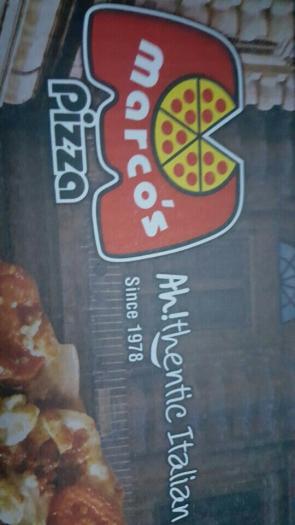 marco's
Pizza
Ah!thentic Italian
Since 1978